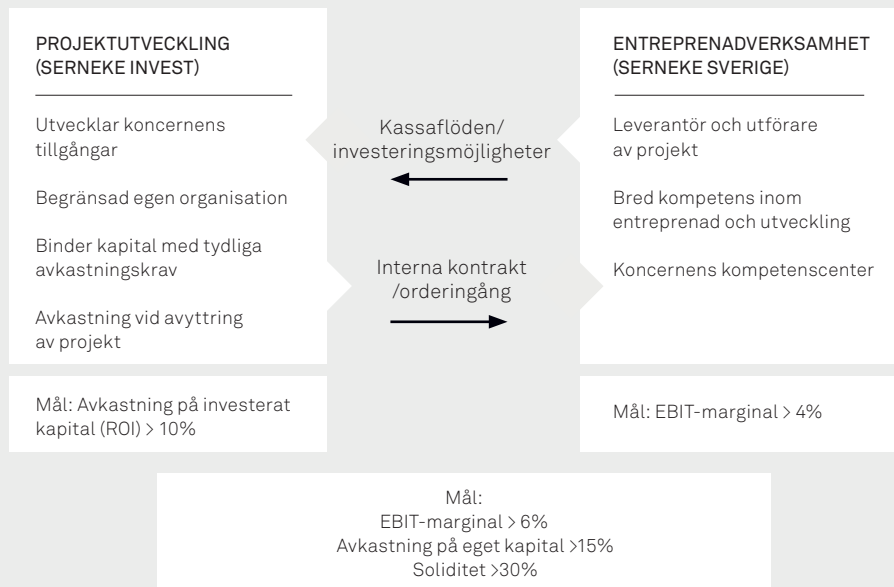 PROJEKTUTVECKLING
(SERNEKE INVEST)
Utvecklar koncernens
tillgångar
Begränsad egen organisation
Binder kapital med tydliga
avkastningskrav
Avkastning vid avyttring
av projekt
Mål: Avkastning på investerat
kapital (ROI) > 10%
Kassaflöden/
investeringsmöjligheter
Interna kontrakt
/orderingång
ENTREPRENADVERKSAMHET
(SERNEKE SVERIGE)
Leverantör och utförare
av projekt
Bred kompetens inom
entreprenad och utveckling
Koncernens kompetenscenter
Mål: EBIT-marginal > 4%
Mål:
EBIT-marginal > 6%
Avkastning på eget kapital >15%
Soliditet >30%